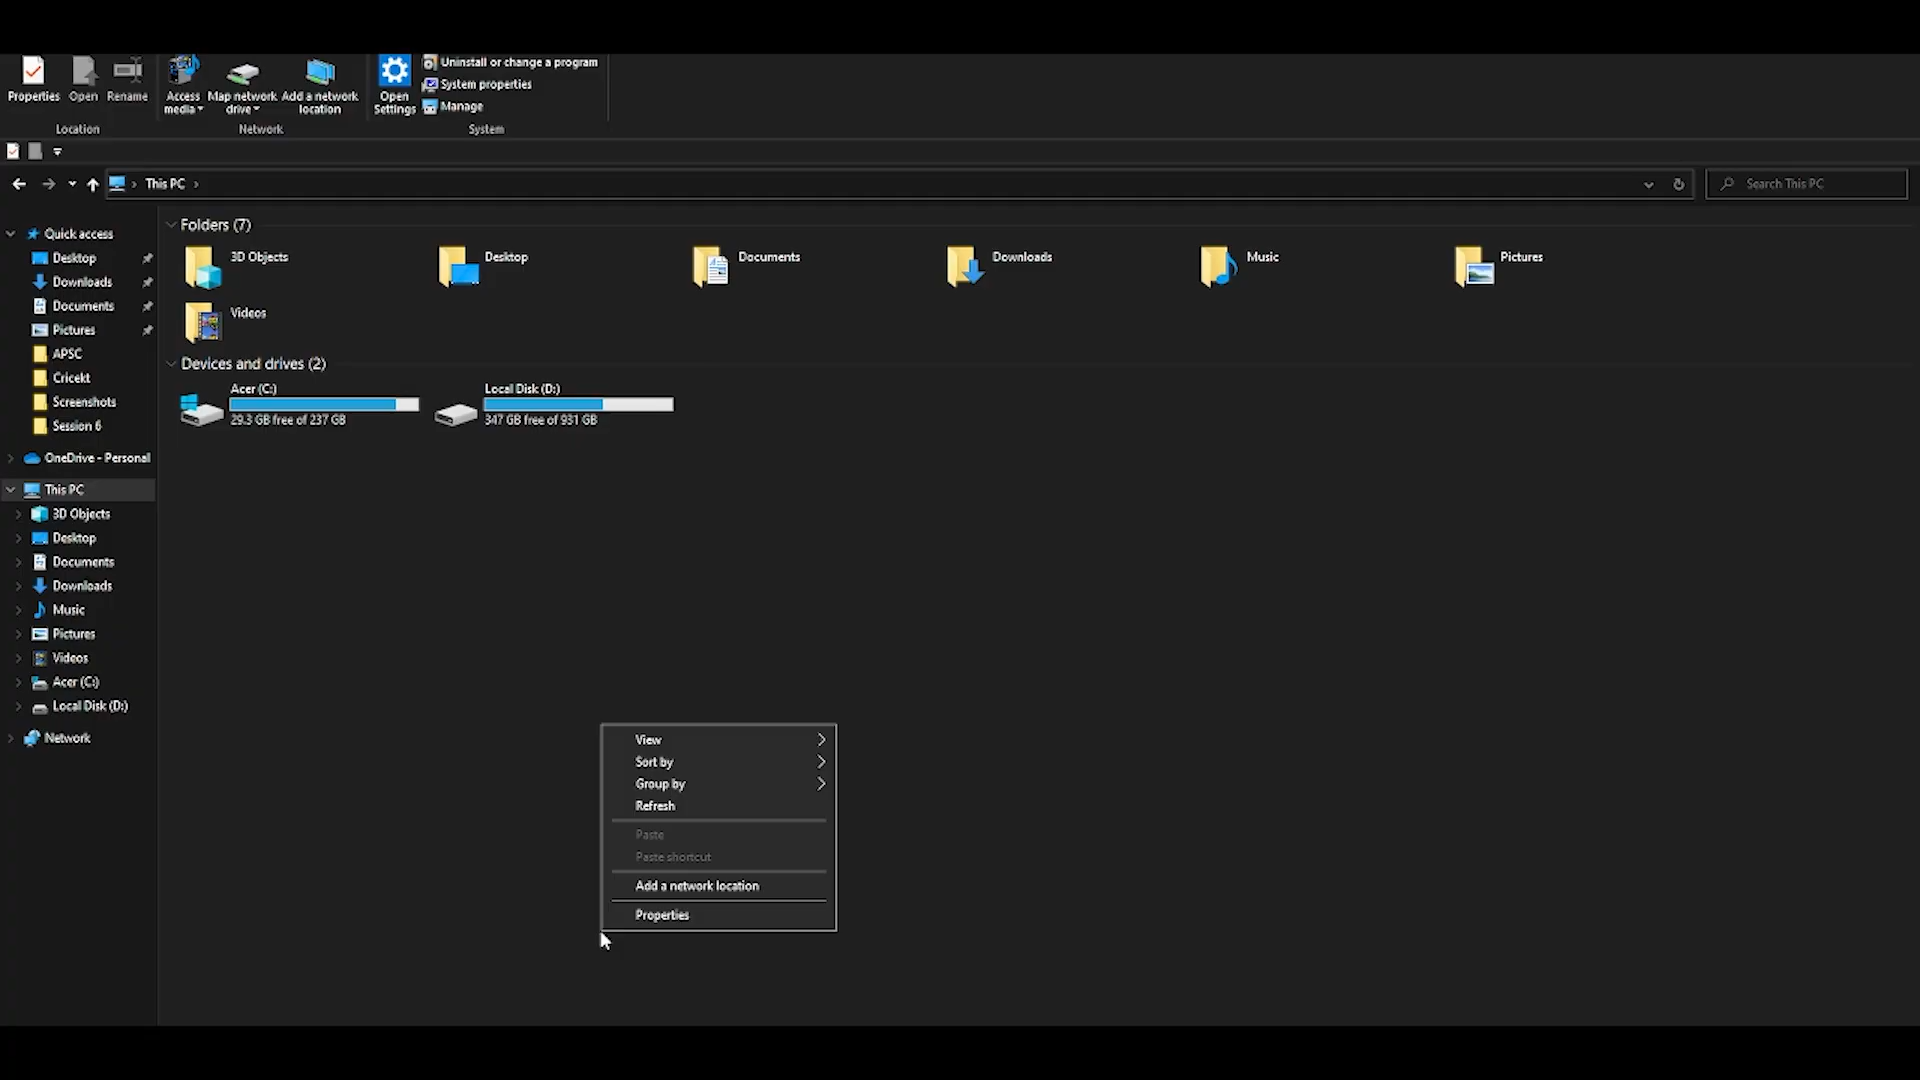 Properties
Open
Rename
Access media
Map network drive
Add a network location
Open Settings
Uninstall or change a program
System properties
Manage
Location
Network
System
This PC
Search This PC
Quick access
Desktop
Downloads
Documents
Pictures
APSC
Cricekt
Screenshots
Session 6
OneDrive - Personal
This PC
3D Objects
Desktop
Documents
Downloads
Music
Pictures
Videos
Acer (C:)
Local Disk (D:)
Network
Folders (7)
3D Objects
Desktop
Documents
Downloads
Music
Pictures
Videos
Devices and drives (2)
Acer (C:)
29.3 GB free of 237 GB
Local Disk (D:)
347 GB free of 931 GB
View
Sort by
Group by
Refresh
Paste
Paste shortcut
Add a network location
Properties